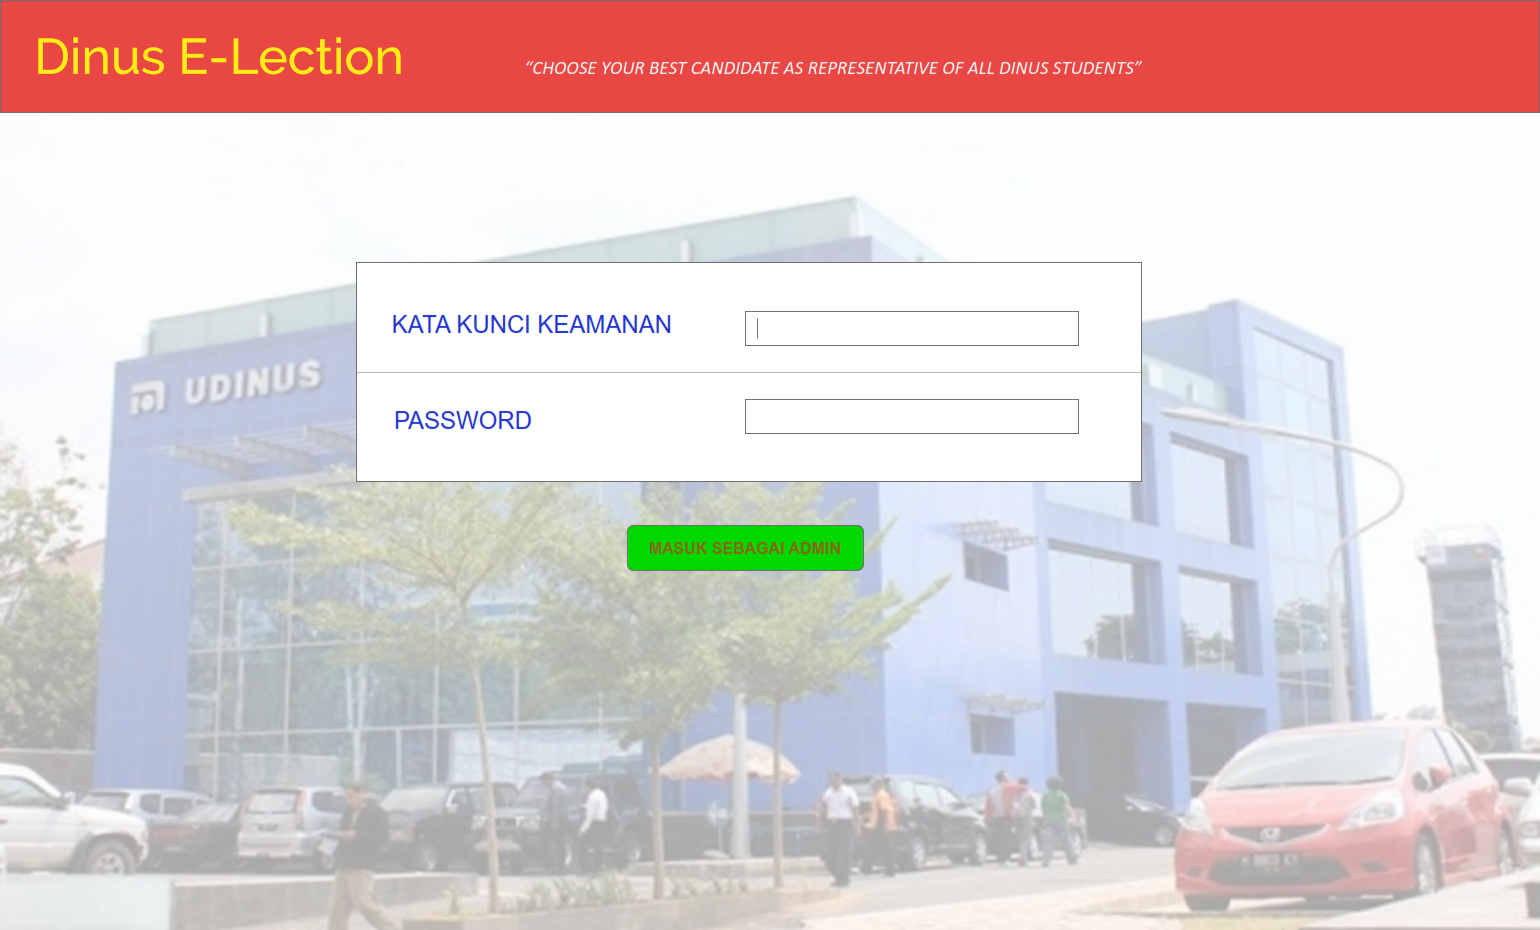 Dinus E-Lection
“CHOOSE YOUR BEST CANDIDATE AS REPRESENTATIVE OF ALL DINUS STUDENTS”
UDINUS
KATA KUNCI KEAMANAN
PASSWORD
MASUK SEBAGAI ADMIN